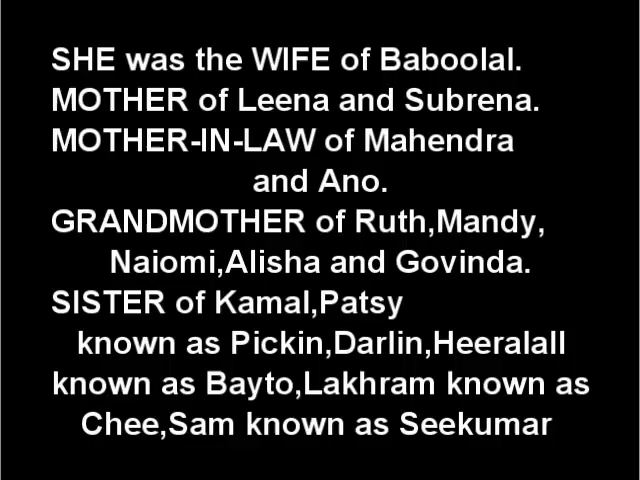 SHE was the WIFE of Baboolal.
MOTHER of Leena and Subrena.
MOTHER-IN-LAW of Mahendra
and Ano.
GRANDMOTHER of Ruth,Mandy,
Naiomi,Alisha and Govinda.
SISTER of Kamal,Patsy
known as Pickin,Darlin,Heeralall
known as Bayto,Lakhram known as
Chee,Sam known as Seekumar